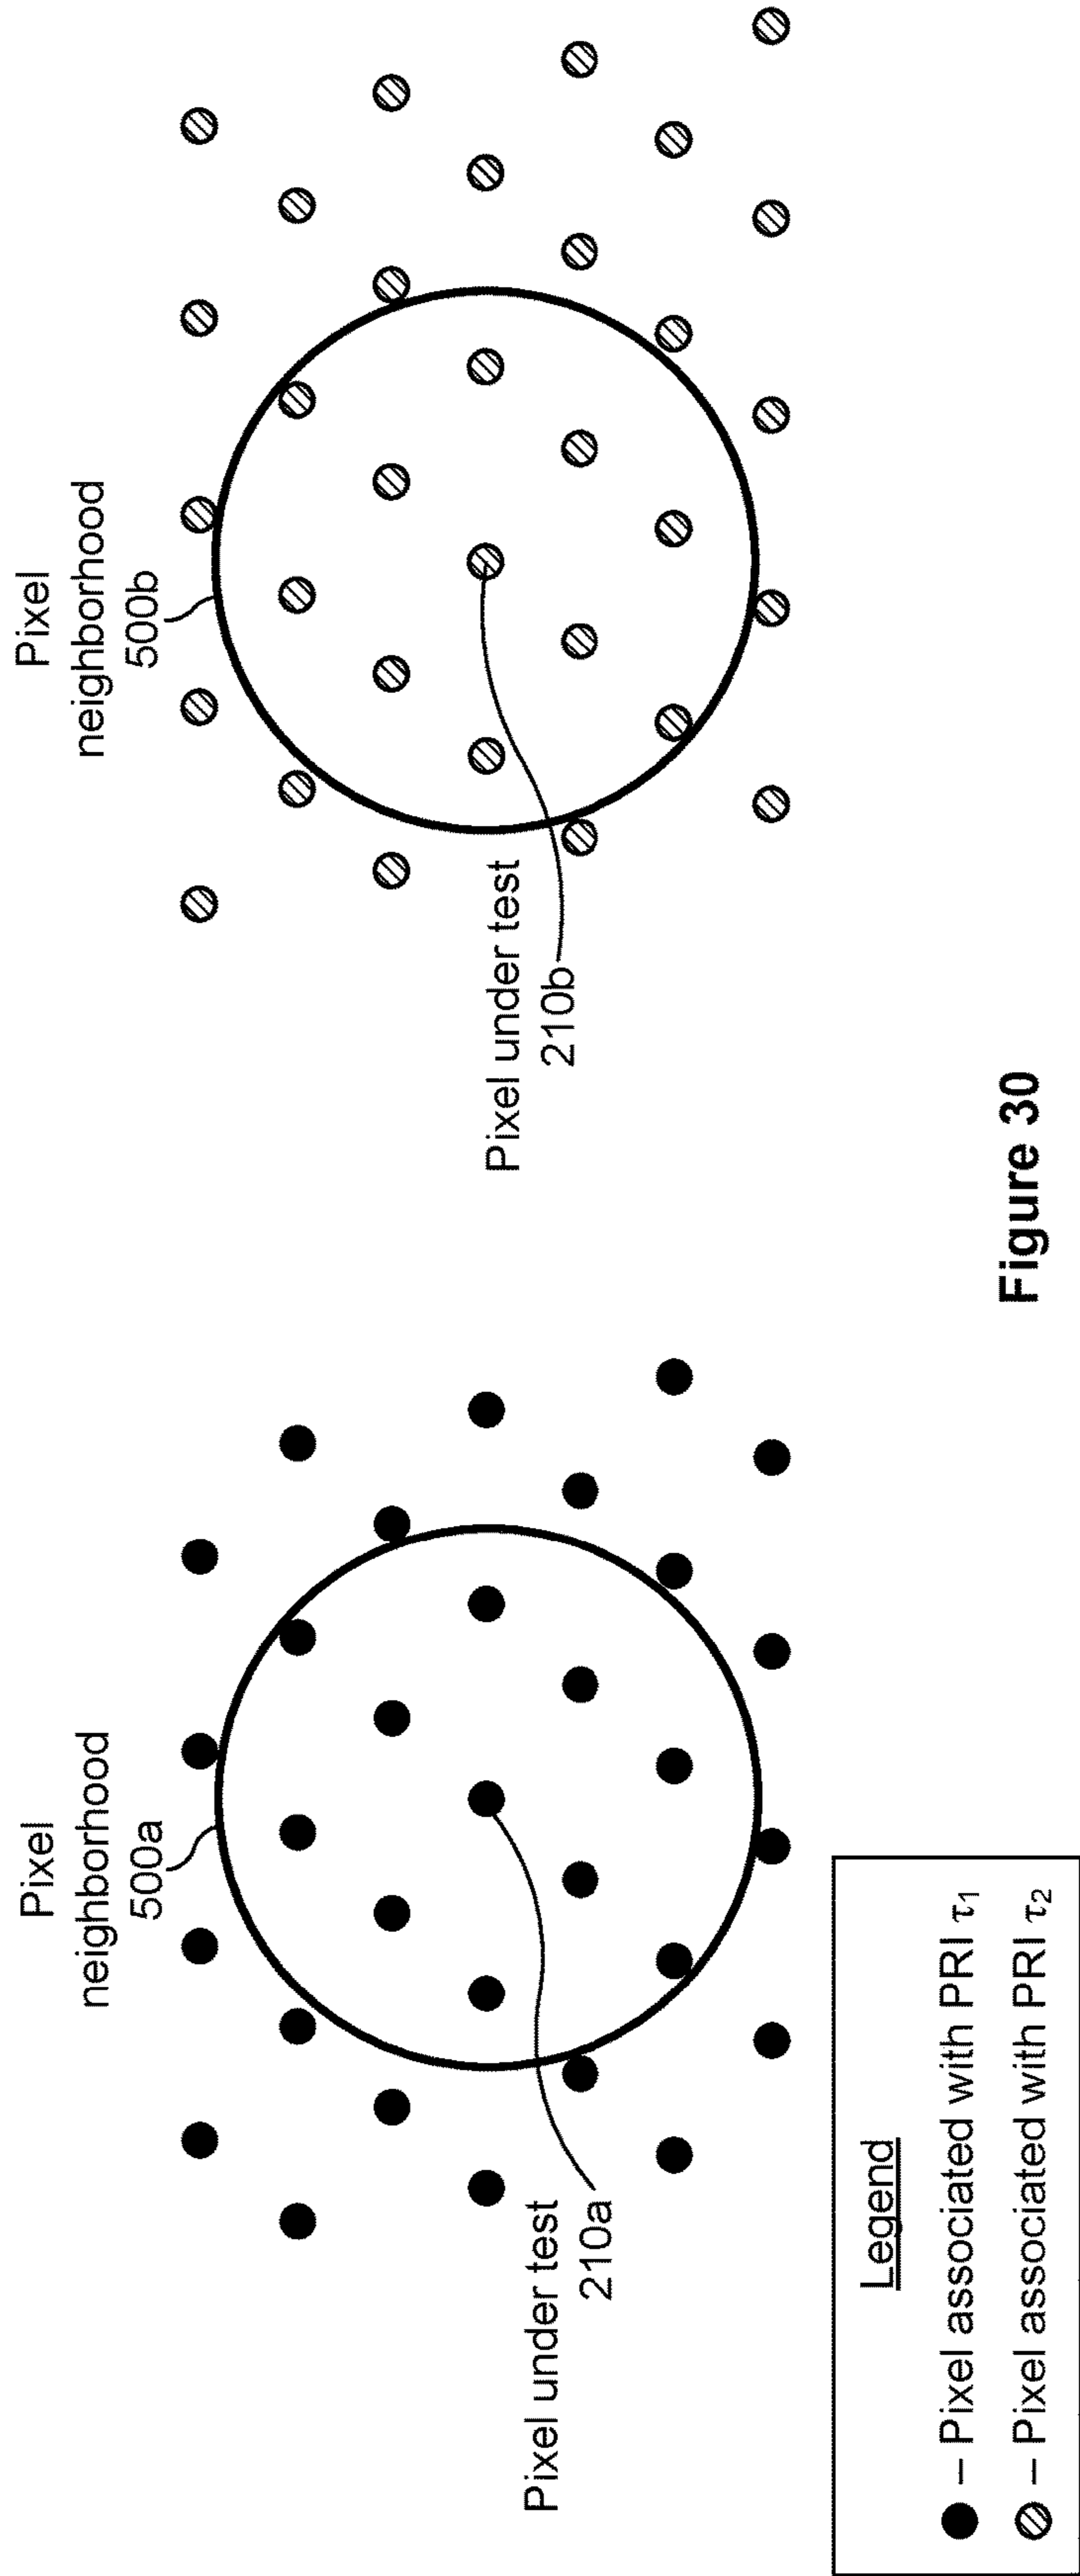 Pixel
neighborhood
500a
Pixel under test
210a
Pixel
neighborhood
500b
Pixel under test
210b
Legend
– Pixel associated with PRI τ₁
– Pixel associated with PRI τ₂
Figure 30